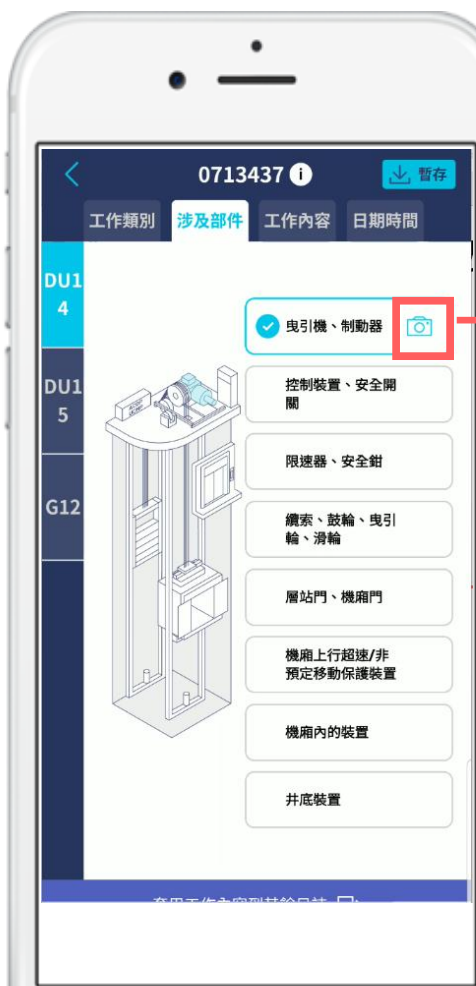 0713437
暫存
工作類別
涉及部件
工作內容
日期時間
DU1
4
DU1
5
G12
曳引機、制動器
控制裝置、安全開
關
限速器、安全鉗
纜索、鼓輪、曳引
輪、滑輪
層站門、機廂門
機廂上行超速/非
預定移動保護裝置
機廂內的裝置
井底裝置